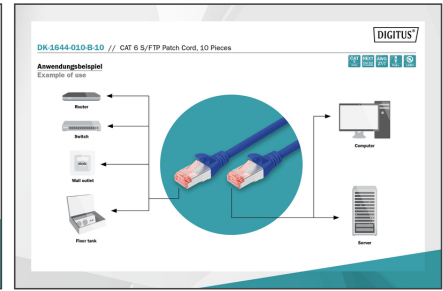 DIGITUS®
DK-1644-010-B-10 // CAT 6 S/FTP Patch Cord, 10 Pieces
Anwendungsbeispiel
Example of use
Router
Switch
Wall outlet
Floor tank
Computer
Server